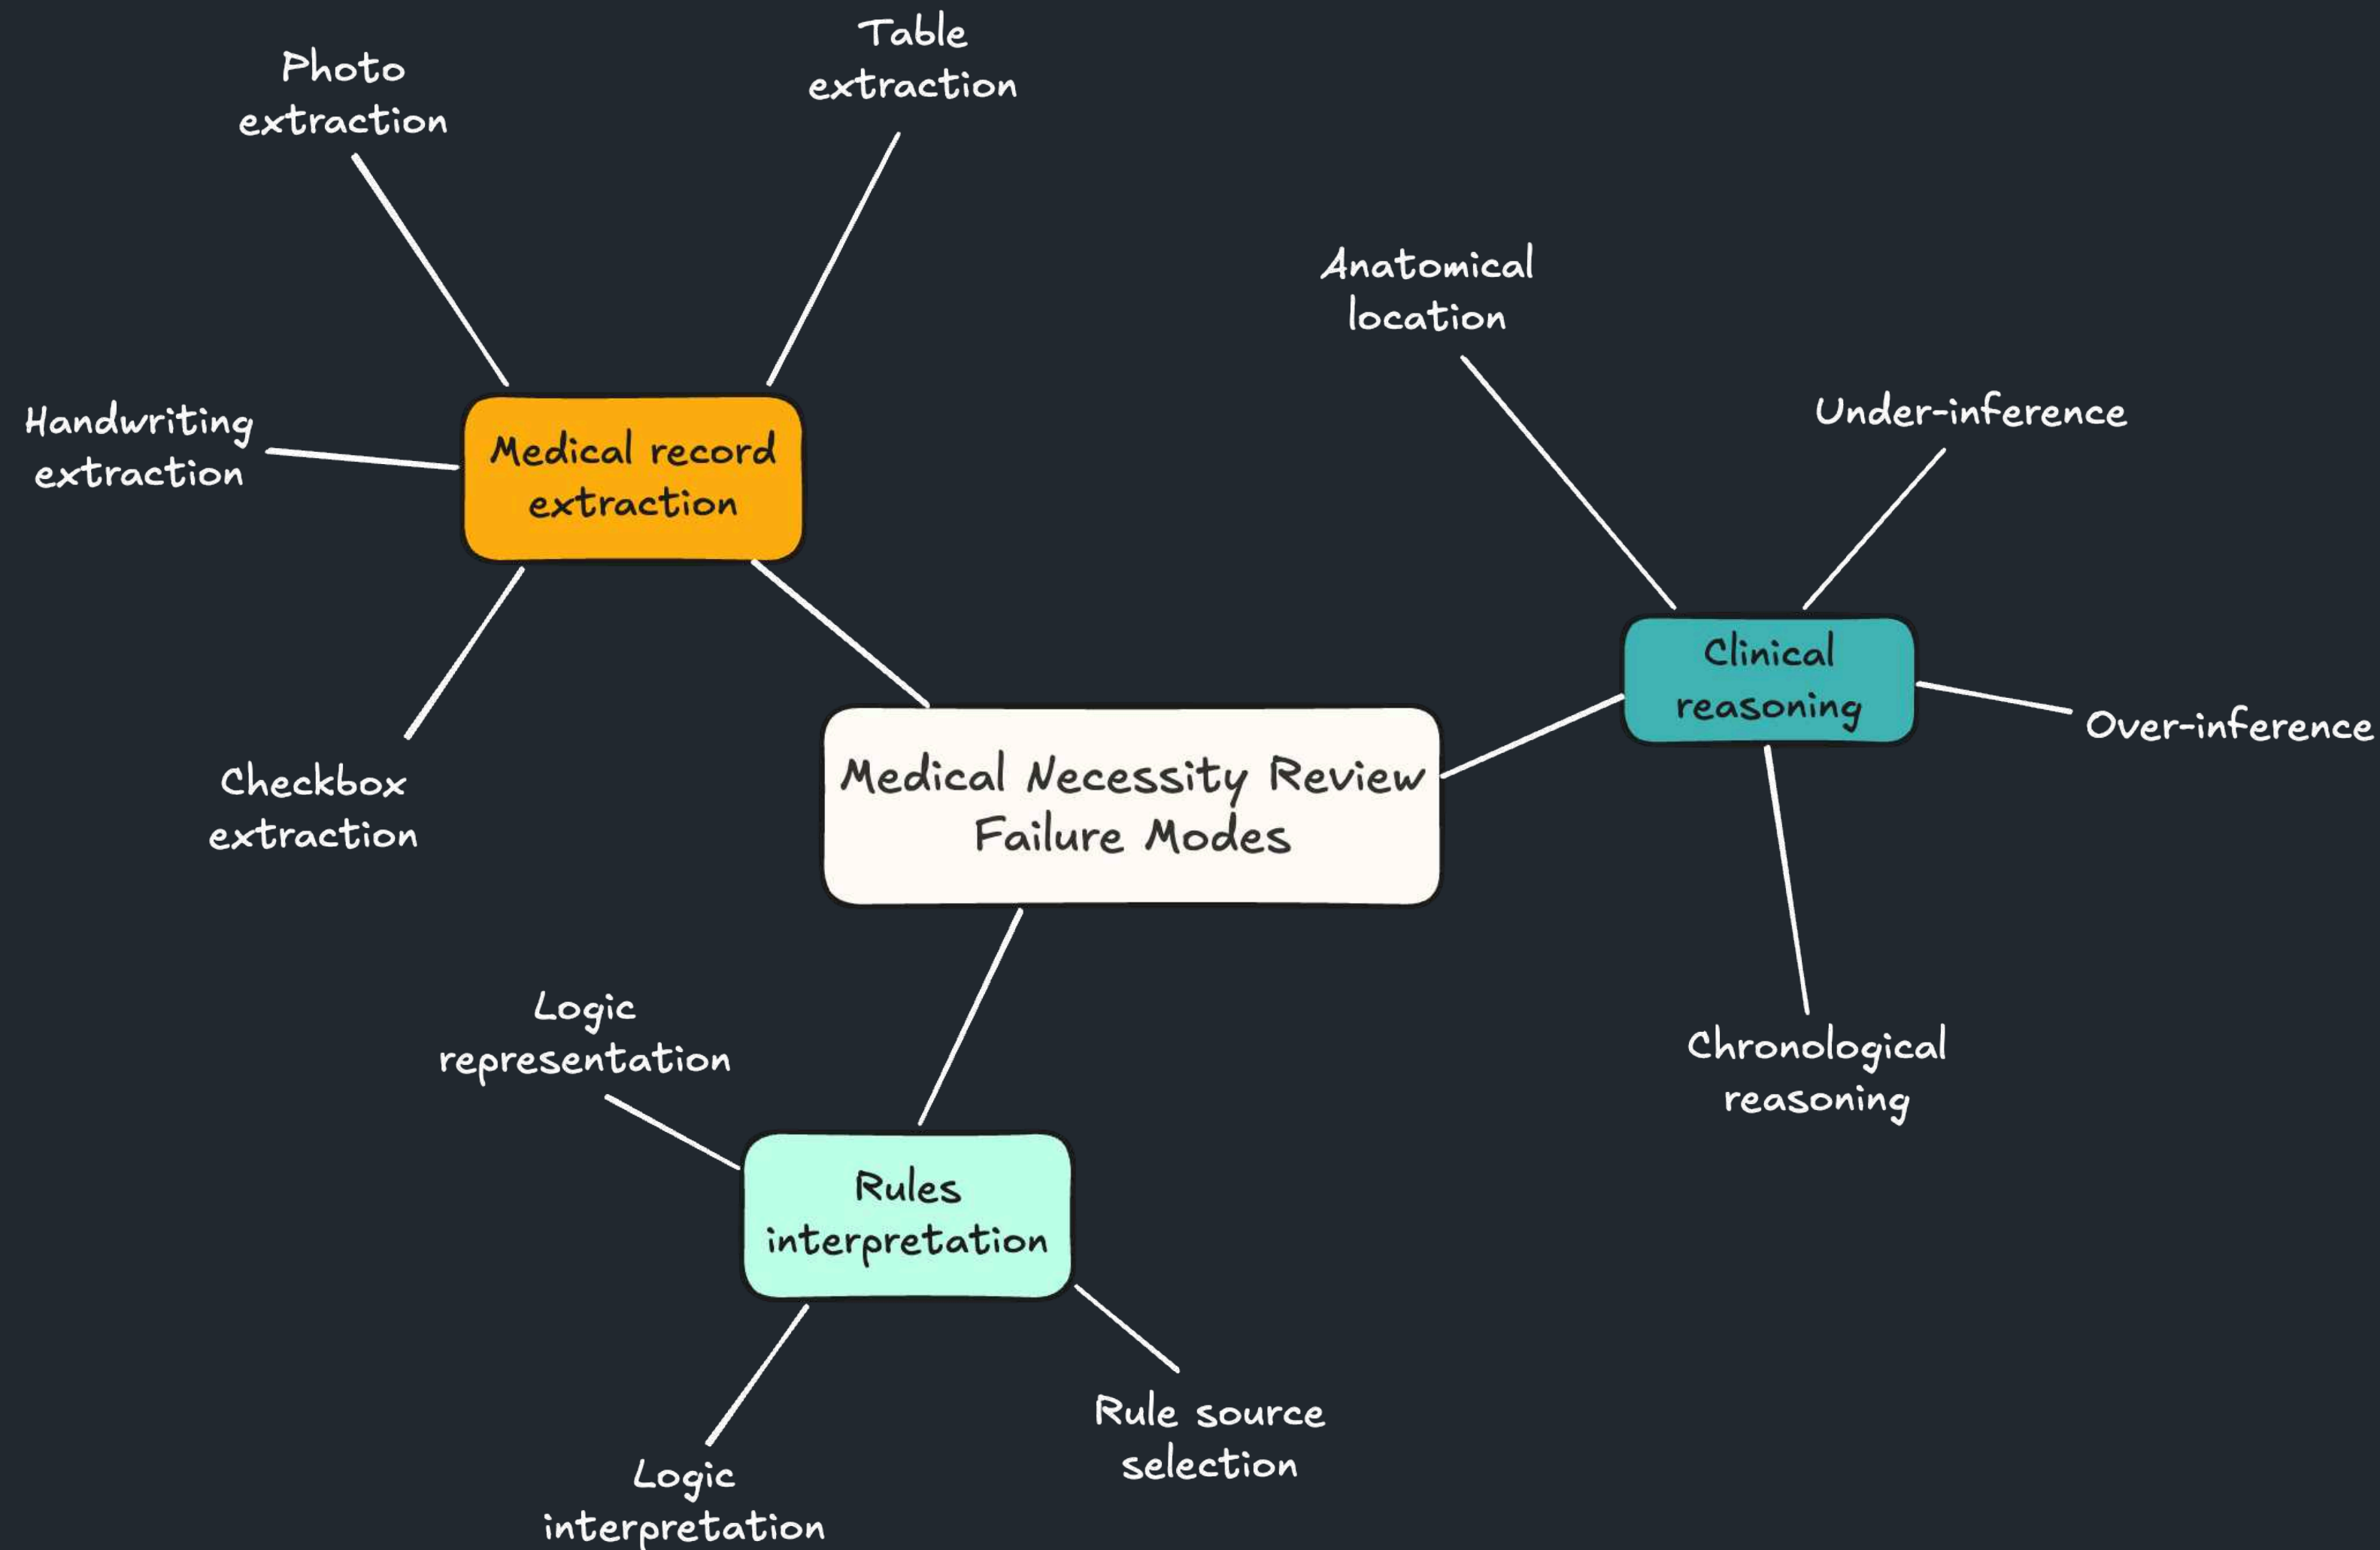 Table
extraction
Photo
extraction
Anatomical
location
Under-inference
Handwriting
extraction
Medical record
extraction
Clinical
reasoning
Over-inference
Checkbox
extraction
Medical Necessity Review
Failure Modes
Logic
representation
Chronological
reasoning
Rules
interpretation
Rule source
selection
Logic
interpretation